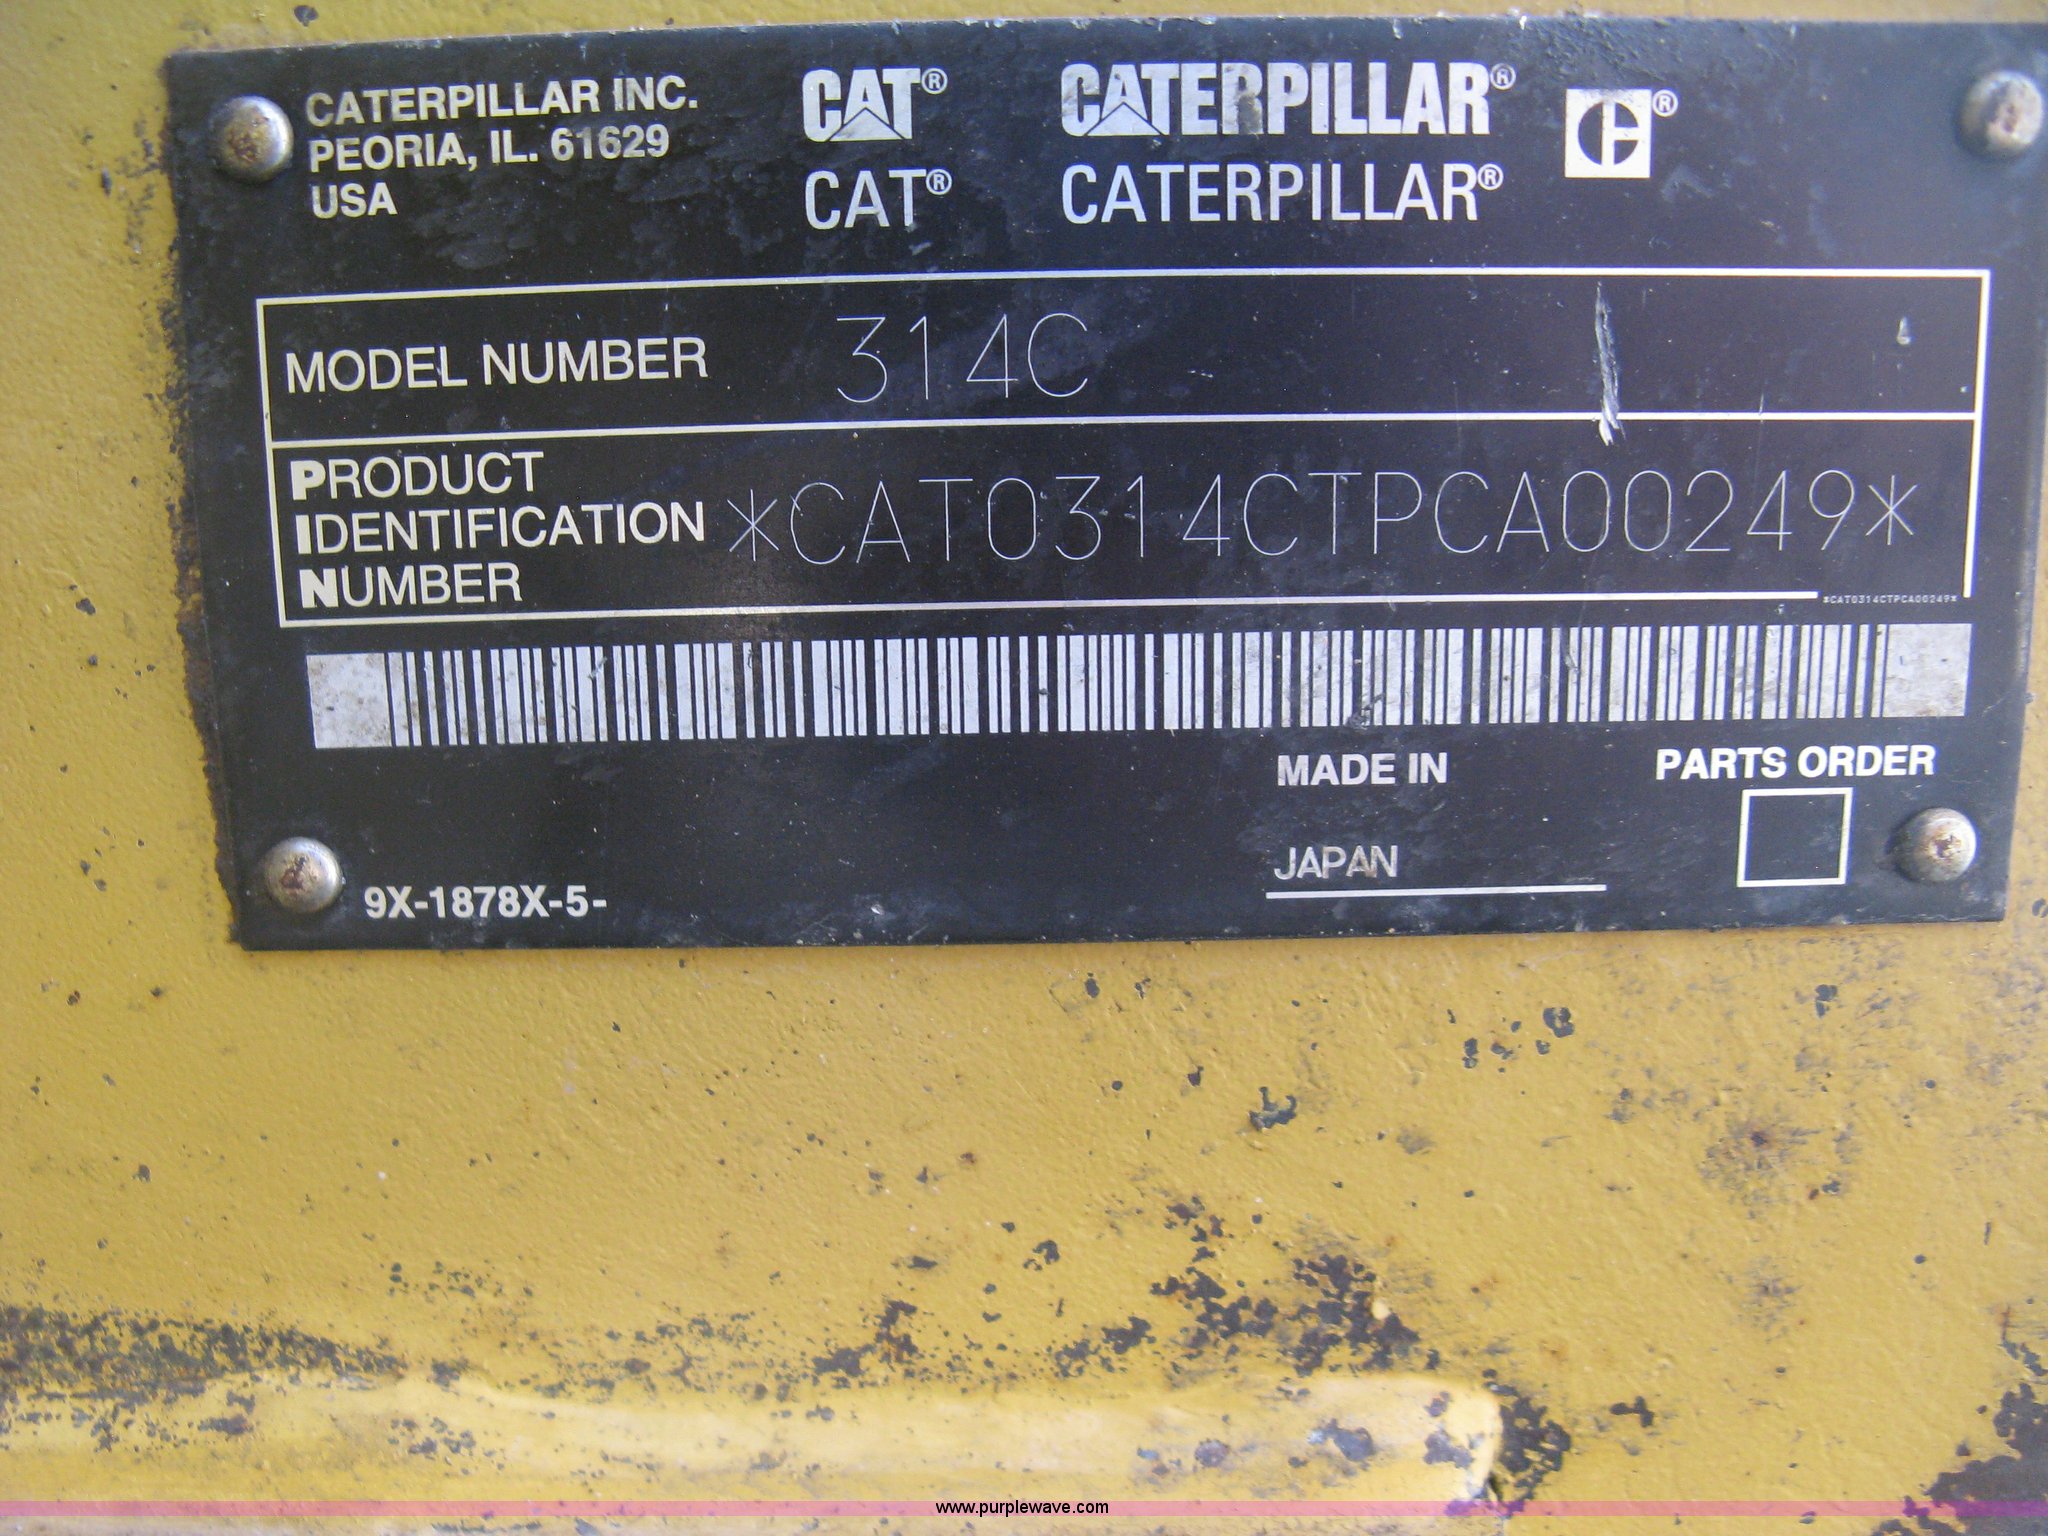 CATERPILLAR INC.
PEORIA, IL. 61629
USA
CAT® CATERPILLAR® CE®
CAT® CATERPILLAR®
MODEL NUMBER 314C
PRODUCT
IDENTIFICATION
NUMBER
*CAT0314CTPCA00249*
*CAT0314CTPCA00249*
MADE IN
JAPAN
PARTS ORDER
9X-1878X-5-
www.purplewave.com